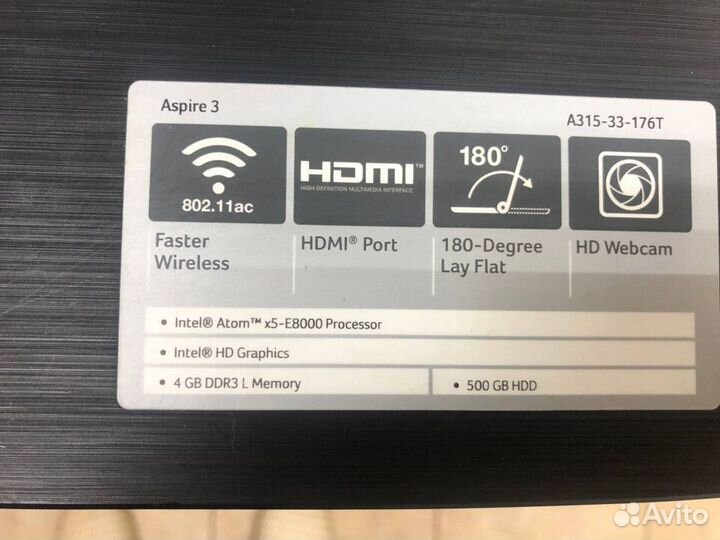 Aspire 3
A315-33-176T
802.11ac
HDMI™
HIGH-DEFINITION MULTIMEDIA INTERFACE
180°
Faster
Wireless
HDMI® Port
180-Degree
Lay Flat
HD Webcam
• Intel® Atom™ x5-E8000 Processor
• Intel® HD Graphics
• 4 GB DDR3 L Memory
• 500 GB HDD
Avito